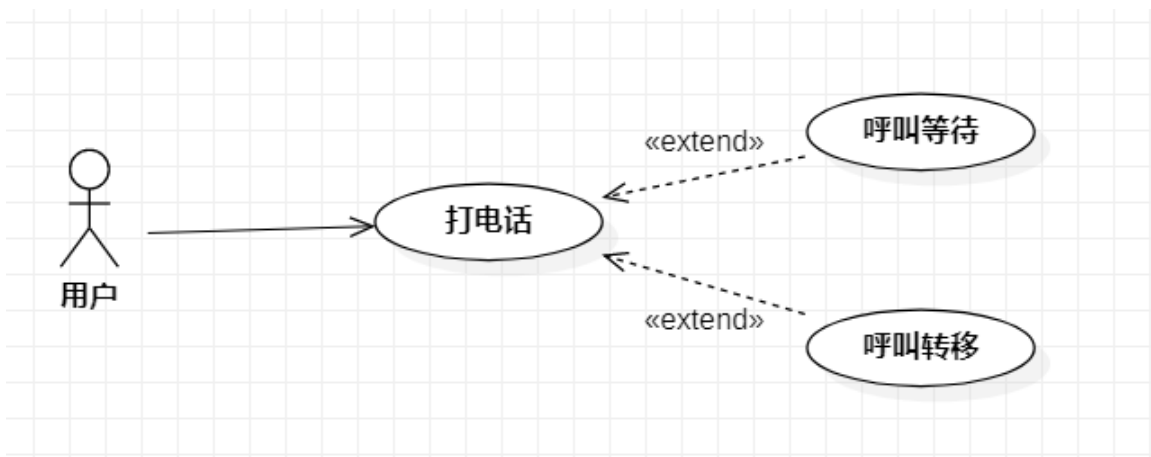 呼叫等待
«extend»
打电话
用户
«extend»
呼叫转移